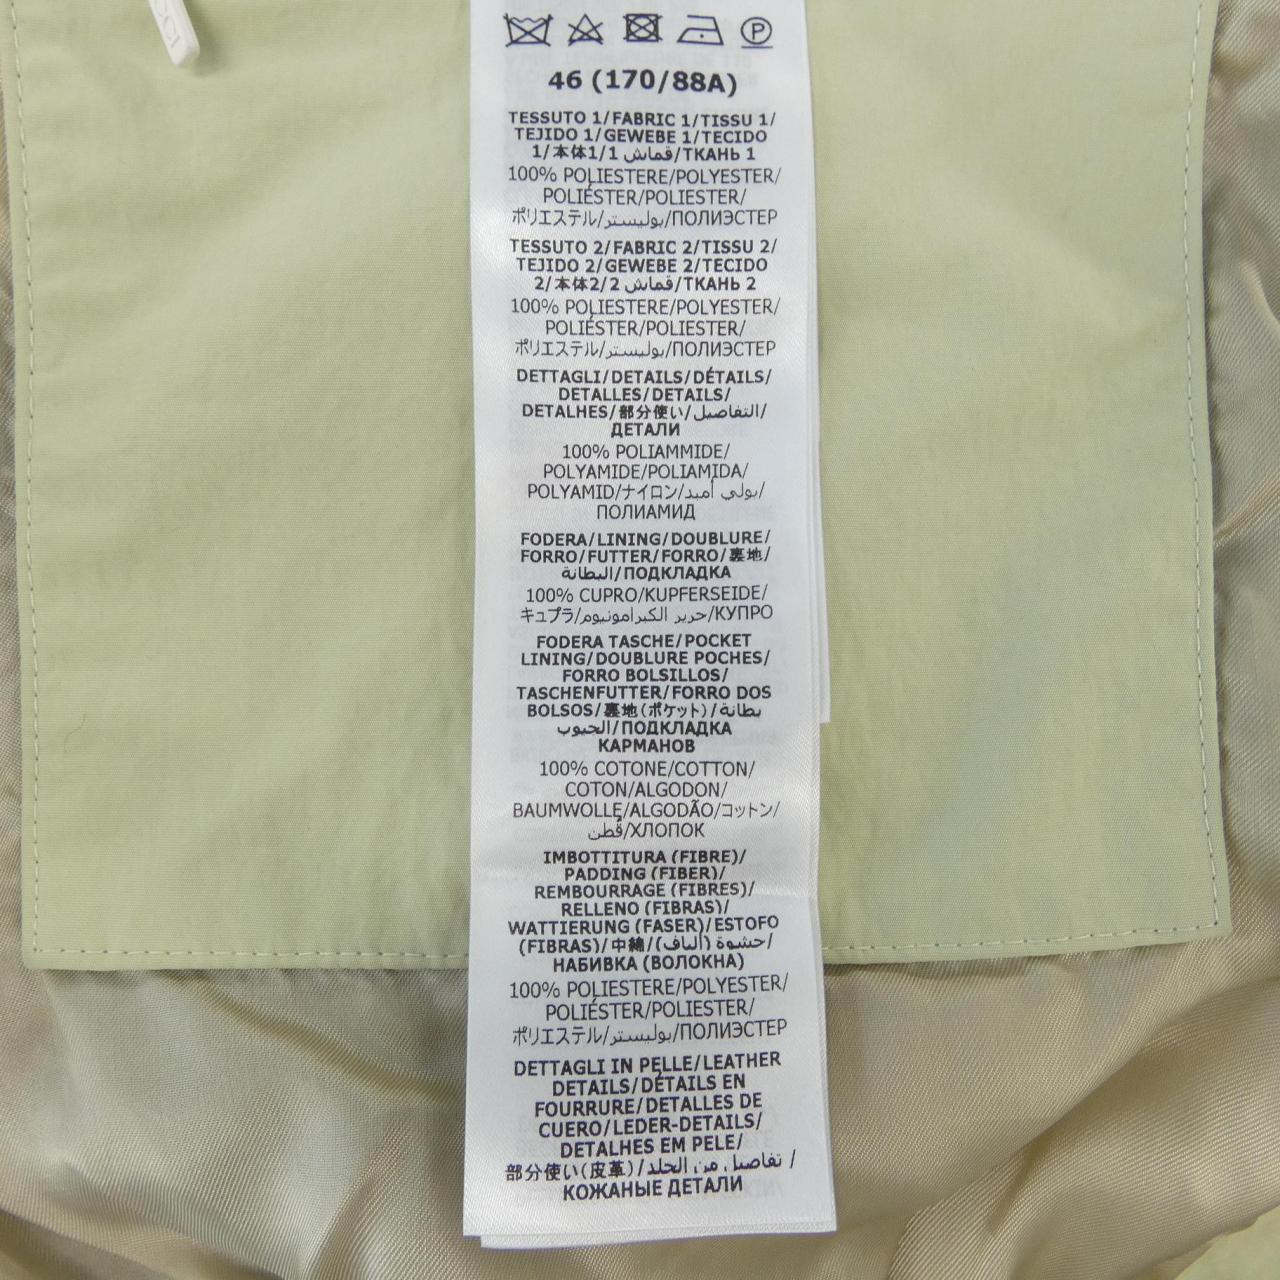 CCI
P
46 (170/88A)
TESSUTO 1/FABRIC 1/TISSU 1/
TEJIDO 1/GEWEBE 1/TECIDO
1/本体1/قماش 1/ТКАНЬ 1
100% POLIESTERE/POLYESTER/
POLIÉSTER/POLIESTER/
ポリエステル/بوليستر/ПОЛИЭСТЕР
TESSUTO 2/FABRIC 2/TISSU 2/
TEJIDO 2/GEWEBE 2/TECIDO
2/本体2/قماش 2/ТКАНЬ 2
100% POLIESTERE/POLYESTER/
POLIÉSTER/POLIESTER/
ポリエステル/بوليستر/ПОЛИЭСТЕР
DETTAGLI/DETAILS/DÉTAILS/
DETALLES/DETAILS/
DETALHES/部分使い/التفاصيل/
ДЕТАЛИ
100% POLIAMMIDE/
POLYAMIDE/POLIAMIDA/
POLYAMID/ナイロン/بولي أميد/
ПОЛИАМИД
FODERA/LINING/DOUBLURE/
FORRO/FUTTER/FORRO/裏地/
البطانة/ПОДКЛАДКА
100% CUPRO/KUPFERSEIDE/
キュプラ/حرير الكبرامونيوم/КУПРО
FODERA TASCHE/POCKET
LINING/DOUBLURE POCHES/
FORRO BOLSILLOS/
TASCHENFUTTER/FORRO DOS
BOLSOS/裏地(ポケット)/بطانة
الجيوب/ПОДКЛАДКА
КАРМАНОВ
100% COTONE/COTTON/
COTON/ALGODON/
BAUMWOLLE/ALGODÃO/コットン/
قطن/ХЛОПОК
IMBOTTITURA (FIBRE)/
PADDING (FIBER)/
REMBOURRAGE (FIBRES)/
RELLENO (FIBRAS)/
WATTIERUNG (FASER)/ESTOFO
(FIBRAS)/中綿/حشوة (ألياف)/
НАБИВКА (ВОЛОКНА)
100% POLIESTERE/POLYESTER/
POLIÉSTER/POLIESTER/
ポリエステル/بوليستر/ПОЛИЭСТЕР
DETTAGLI IN PELLE/LEATHER
DETAILS/DÉTAILS EN
FOURRURE/DETALLES DE
CUERO/LEDER-DETAILS/
DETALHES EM PELE/
部分使い(皮革)/تفاصيل من الجلد/
КОЖАНЫЕ ДЕТАЛИ